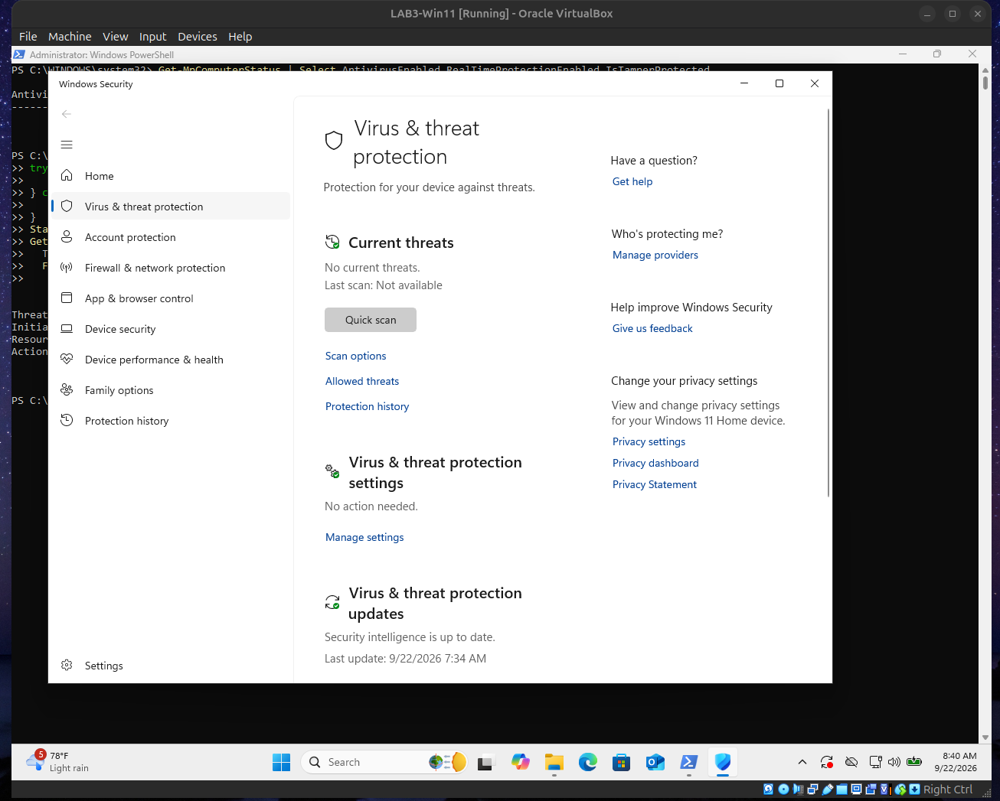 LAB3-Win11 [Running] - Oracle VirtualBox
File Machine View Input Devices Help
Administrator: Windows PowerShell
PS C:\WINDOWS\system32> Get-MpComputerStatus | Select AntivirusEnabled,RealTimeProtectionEnabled,IsTamperProtected
Antivi
------
PS C:\
>> try
>>
>> } c
>>
>> }
>> Sta
>> Get
>> T
>> F
>>
Threat
Initia
Resour
Action
PS C:\
Windows Security
Home
Virus & threat protection
Account protection
Firewall & network protection
App & browser control
Device security
Device performance & health
Family options
Protection history
Settings
Virus & threat
protection
Protection for your device against threats.
Current threats
No current threats.
Last scan: Not available
Quick scan
Scan options
Allowed threats
Protection history
Virus & threat protection
settings
No action needed.
Manage settings
Virus & threat protection
updates
Security intelligence is up to date.
Last update: 9/22/2026 7:34 AM
Have a question?
Get help
Who's protecting me?
Manage providers
Help improve Windows Security
Give us feedback
Change your privacy settings
View and change privacy settings
for your Windows 11 Home device.
Privacy settings
Privacy dashboard
Privacy Statement
5
78°F
Light rain
Search
8:40 AM
9/22/2026
Right Ctrl